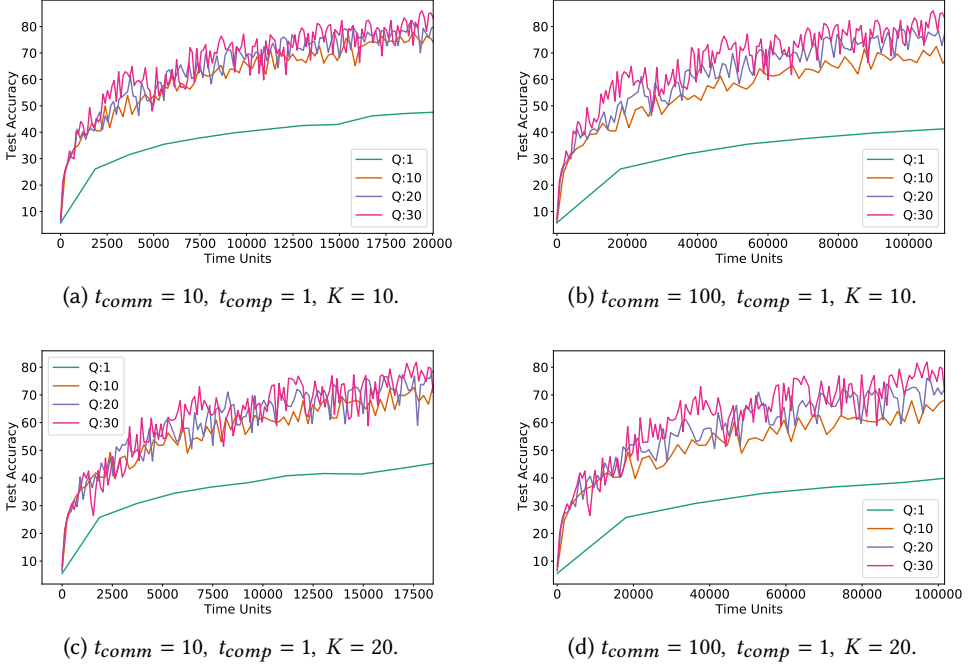 80
70
60
50
40
30
20
10
Test Accuracy
Q:1
Q:10
Q:20
Q:30
0 2500 5000 7500 10000 12500 15000 17500 20000
Time Units
(a) t_comm = 10, t_comp = 1, K = 10.
80
70
60
50
40
30
20
10
Test Accuracy
Q:1
Q:10
Q:20
Q:30
0 20000 40000 60000 80000 100000
Time Units
(b) t_comm = 100, t_comp = 1, K = 10.
80
70
60
50
40
30
20
10
Test Accuracy
Q:1
Q:10
Q:20
Q:30
0 2500 5000 7500 10000 12500 15000 17500
Time Units
(c) t_comm = 10, t_comp = 1, K = 20.
80
70
60
50
40
30
20
10
Test Accuracy
Q:1
Q:10
Q:20
Q:30
0 20000 40000 60000 80000 100000
Time Units
(d) t_comm = 100, t_comp = 1, K = 20.